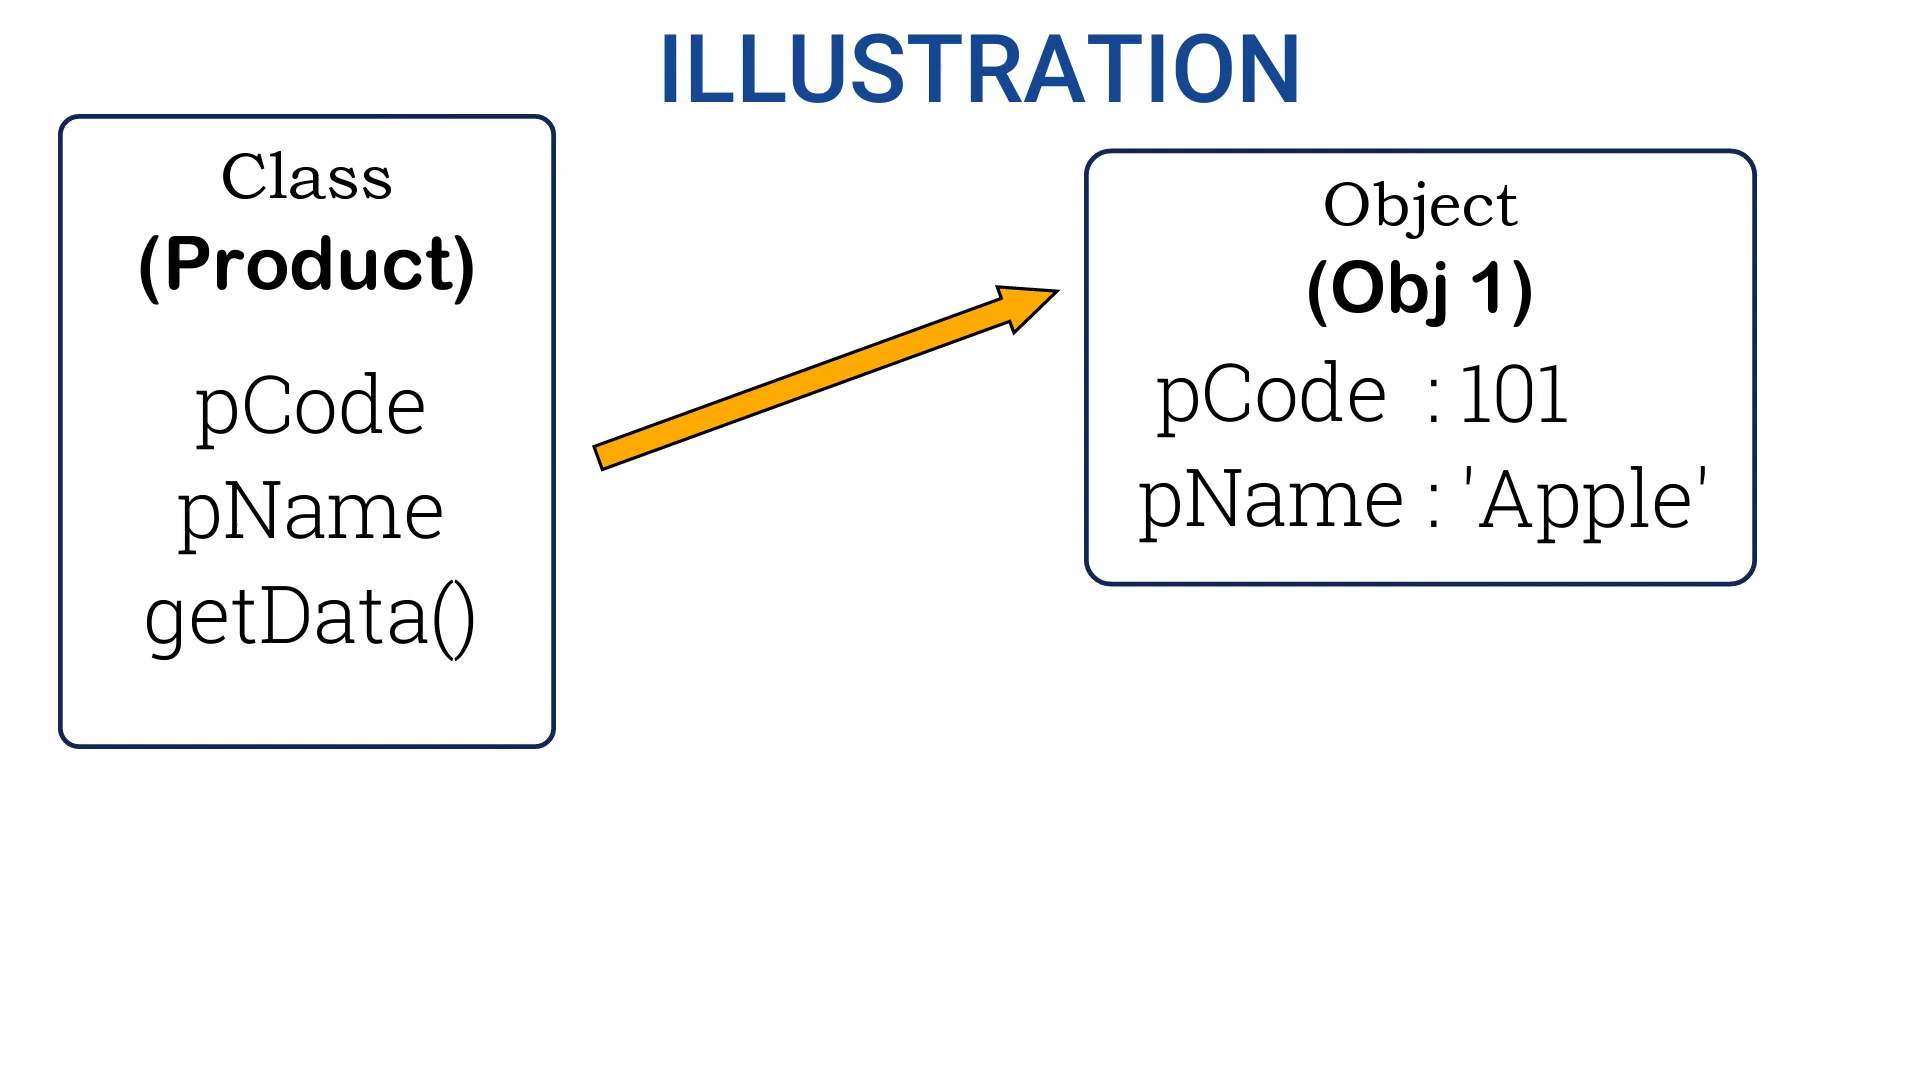 ILLUSTRATION
Class
(Product)
pCode
pName
getData()
Object
(Obj 1)
pCode : 101
pName : 'Apple'